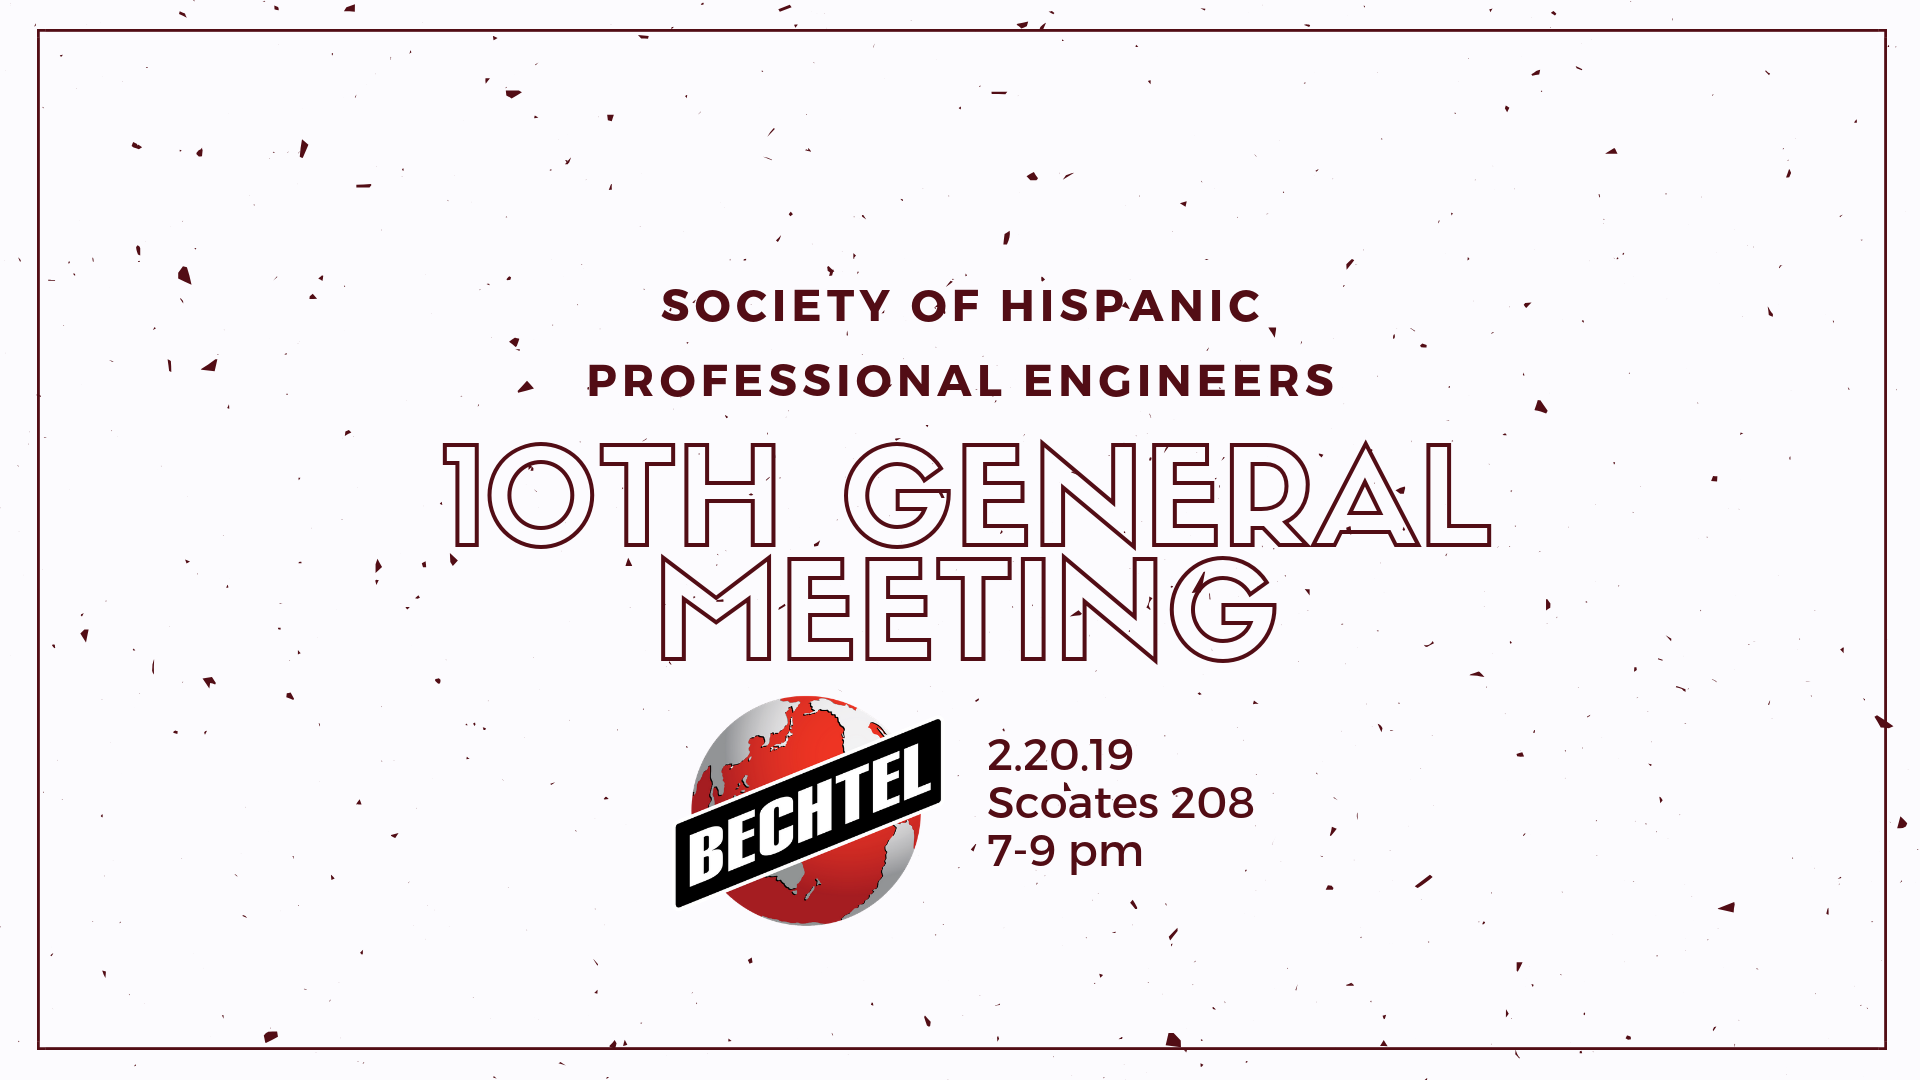 SOCIETY OF HISPANIC
PROFESSIONAL ENGINEERS
10TH GENERAL
MEETING
BECHTEL
2.20.19
Scoates 208
7-9 pm